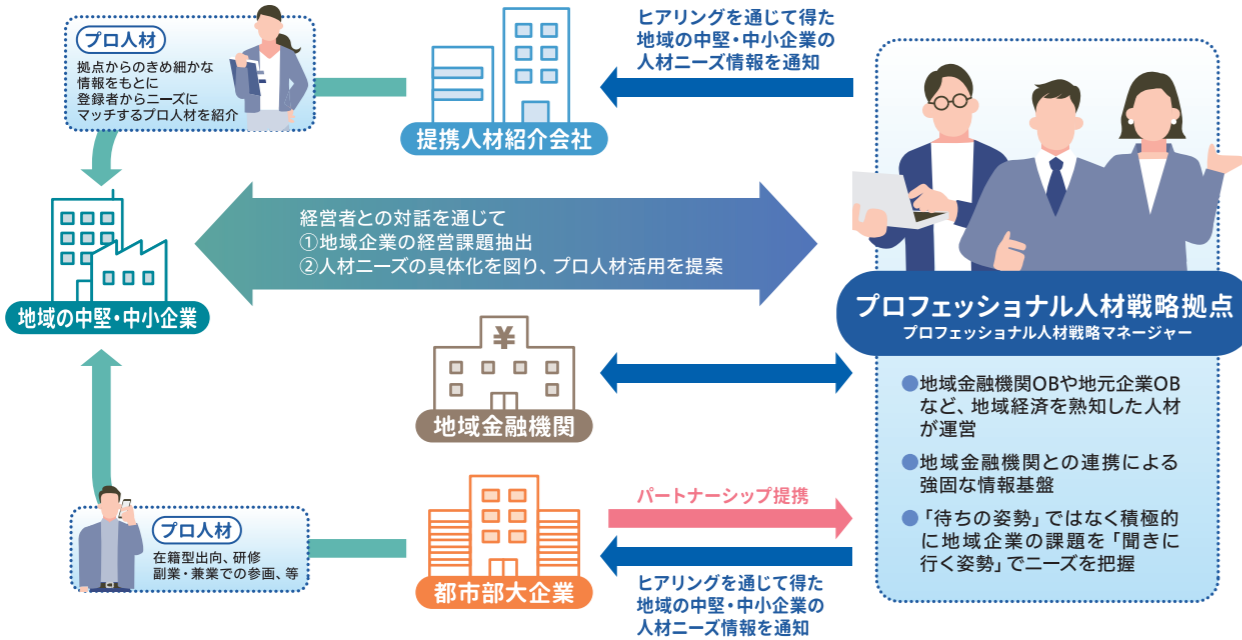 プロ人材
拠点からのきめ細かな
情報をもとに
登録者からニーズに
マッチするプロ人材を紹介
提携人材紹介会社
ヒアリングを通じて得た
地域の中堅・中小企業の
人材ニーズ情報を通知
経営者との対話を通じて
①地域企業の経営課題抽出
②人材ニーズの具体化を図り、プロ人材活用を提案
地域の中堅・中小企業
¥
地域金融機関
プロ人材
在籍型出向、研修
副業・兼業での参画、等
都市部大企業
パートナーシップ提携
ヒアリングを通じて得た
地域の中堅・中小企業の
人材ニーズ情報を通知
プロフェッショナル人材戦略拠点
プロフェッショナル人材戦略マネージャー
●地域金融機関OBや地元企業OB
など、地域経済を熟知した人材
が運営
●地域金融機関との連携による
強固な情報基盤
●「待ちの姿勢」ではなく積極的
に地域企業の課題を「聞きに
行く姿勢」でニーズを把握